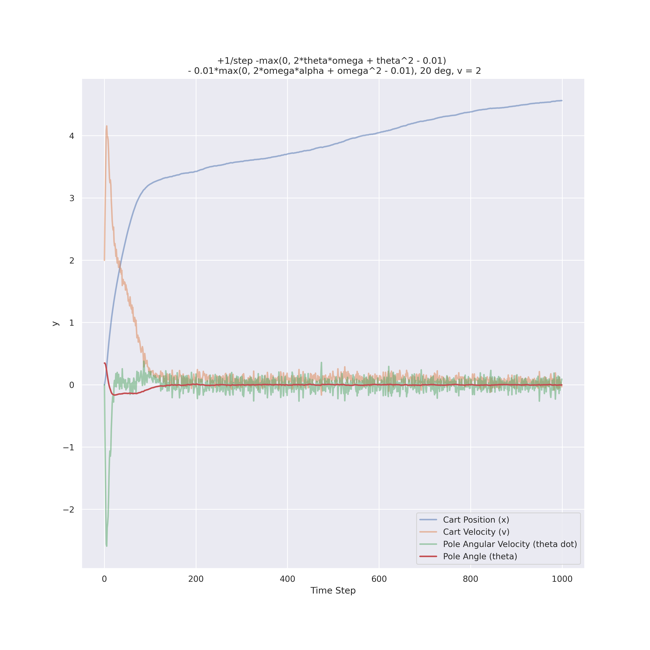 +1/step -max(0, 2*theta*omega + theta^2 - 0.01)
- 0.01*max(0, 2*omega*alpha + omega^2 - 0.01), 20 deg, v = 2
4
3
2
1
0
−1
−2
y
0 200 400 600 800 1000
Time Step
Cart Position (x)
Cart Velocity (v)
Pole Angular Velocity (theta dot)
Pole Angle (theta)